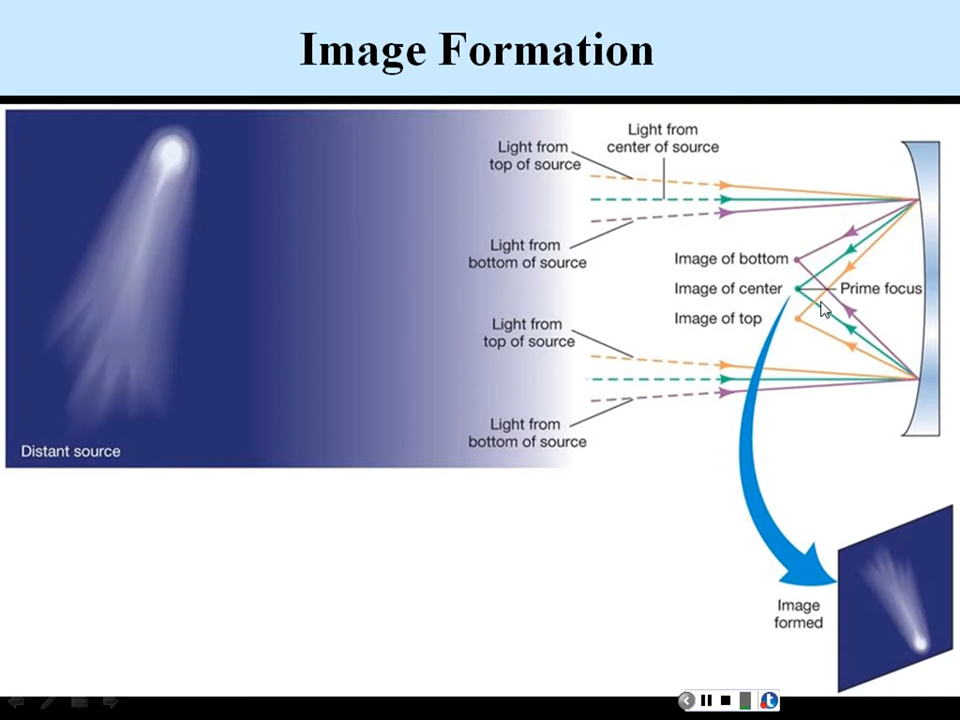 Image Formation
Light from
top of source
Light from
center of source
Light from
bottom of source
Image of bottom
Image of center
Prime focus
Image of top
Light from
top of source
Light from
bottom of source
Distant source
Image
formed